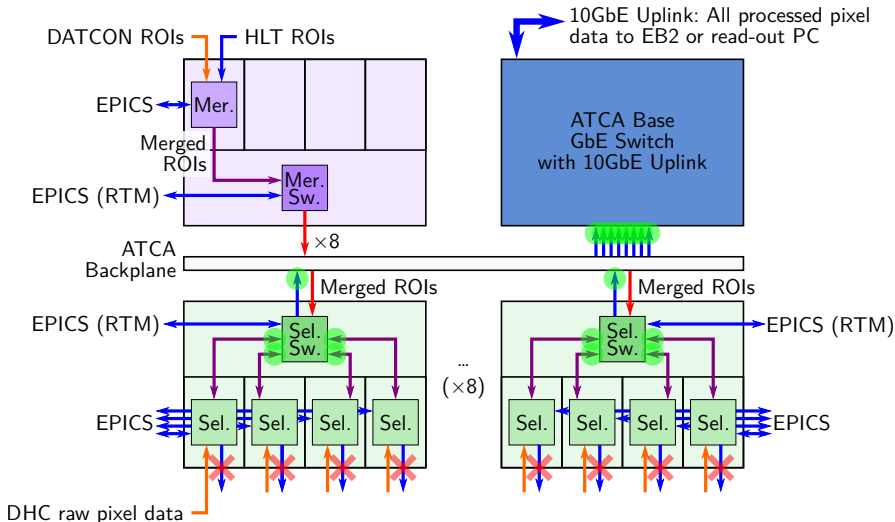 DATCON ROIs
HLT ROIs
10GbE Uplink: All processed pixel
data to EB2 or read-out PC
EPICS
Mer.
Merged
ROIs
EPICS (RTM)
Mer.
Sw.
ATCA Base
GbE Switch
with 10GbE Uplink
×8
ATCA
Backplane
Merged ROIs
Merged ROIs
EPICS (RTM)
Sel.
Sw.
Sel.
Sw.
EPICS (RTM)
...
(×8)
EPICS
Sel.
Sel.
Sel.
Sel.
Sel.
Sel.
Sel.
Sel.
EPICS
DHC raw pixel data